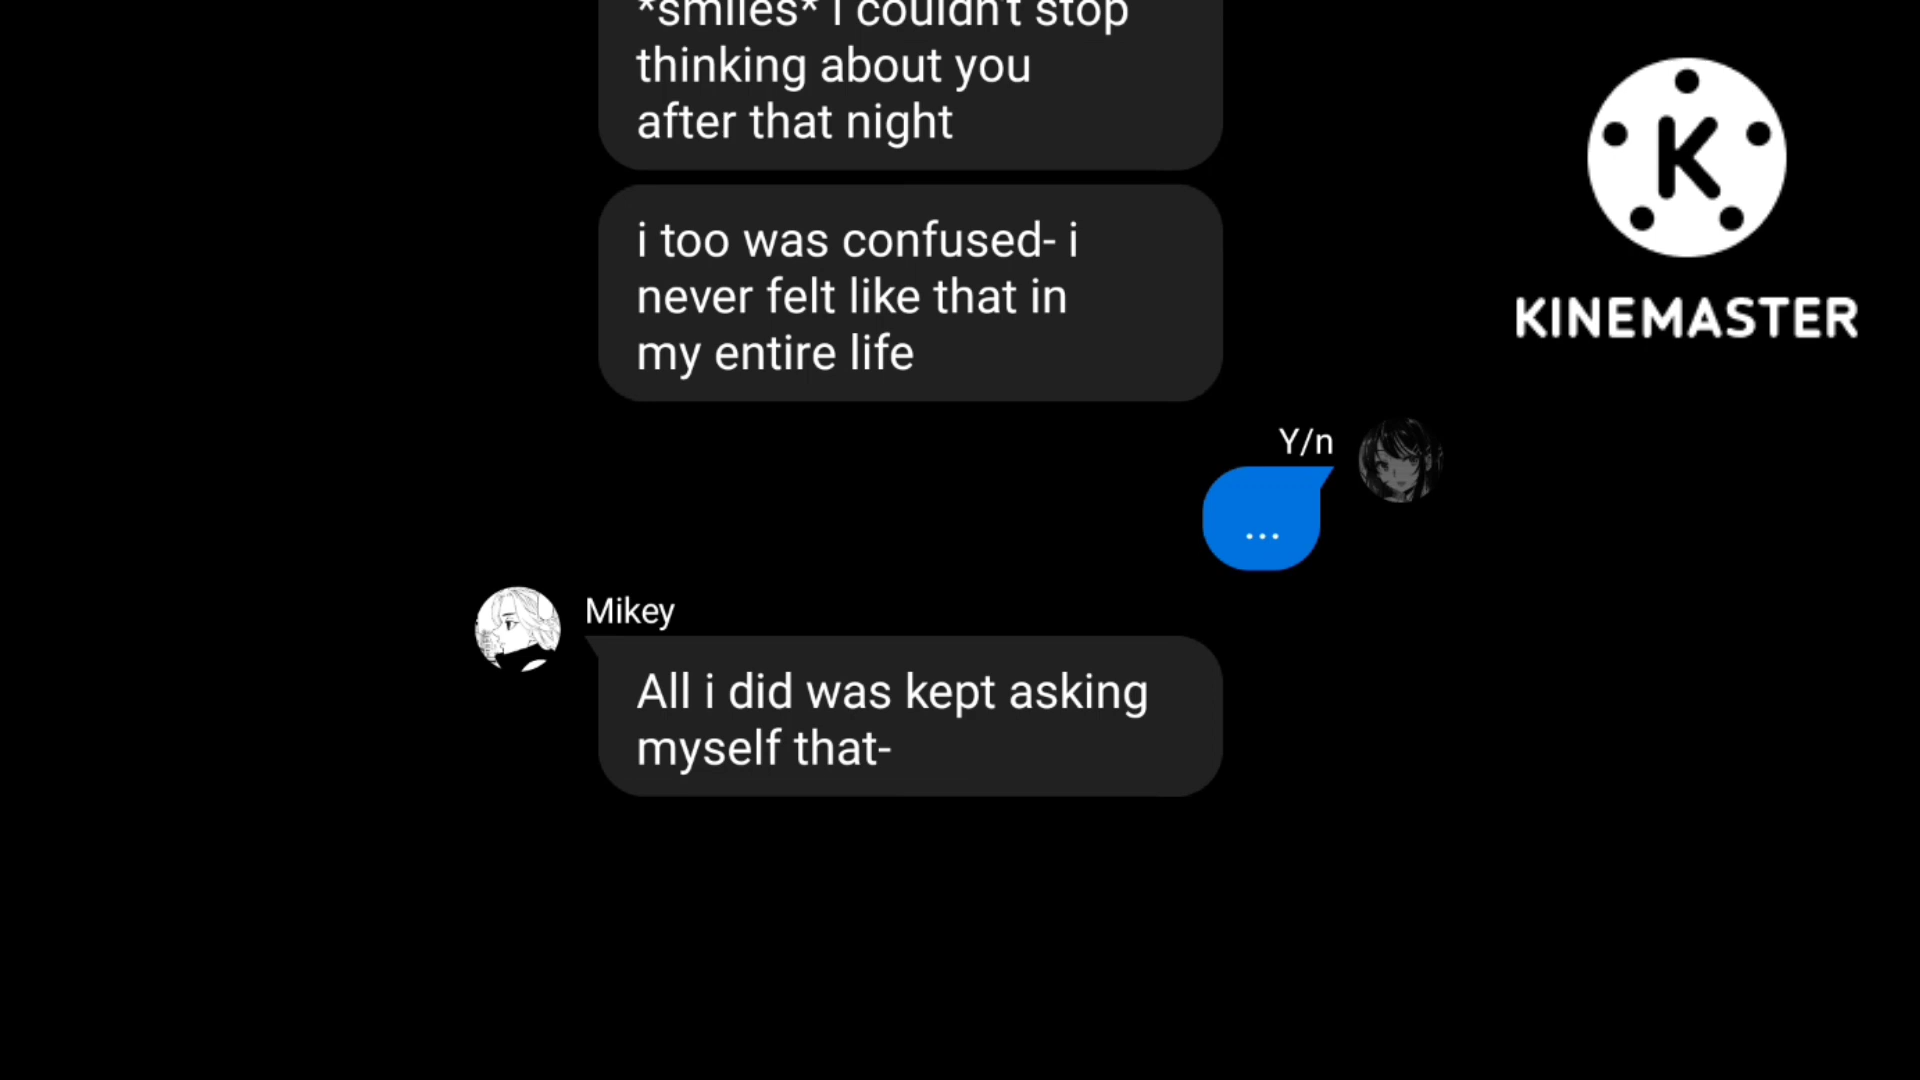 *smiles* i couldn't stop
thinking about you
after that night
i too was confused- i
never felt like that in
my entire life
Y/n
...
Mikey
All i did was kept asking
myself that-
K
KINEMASTER